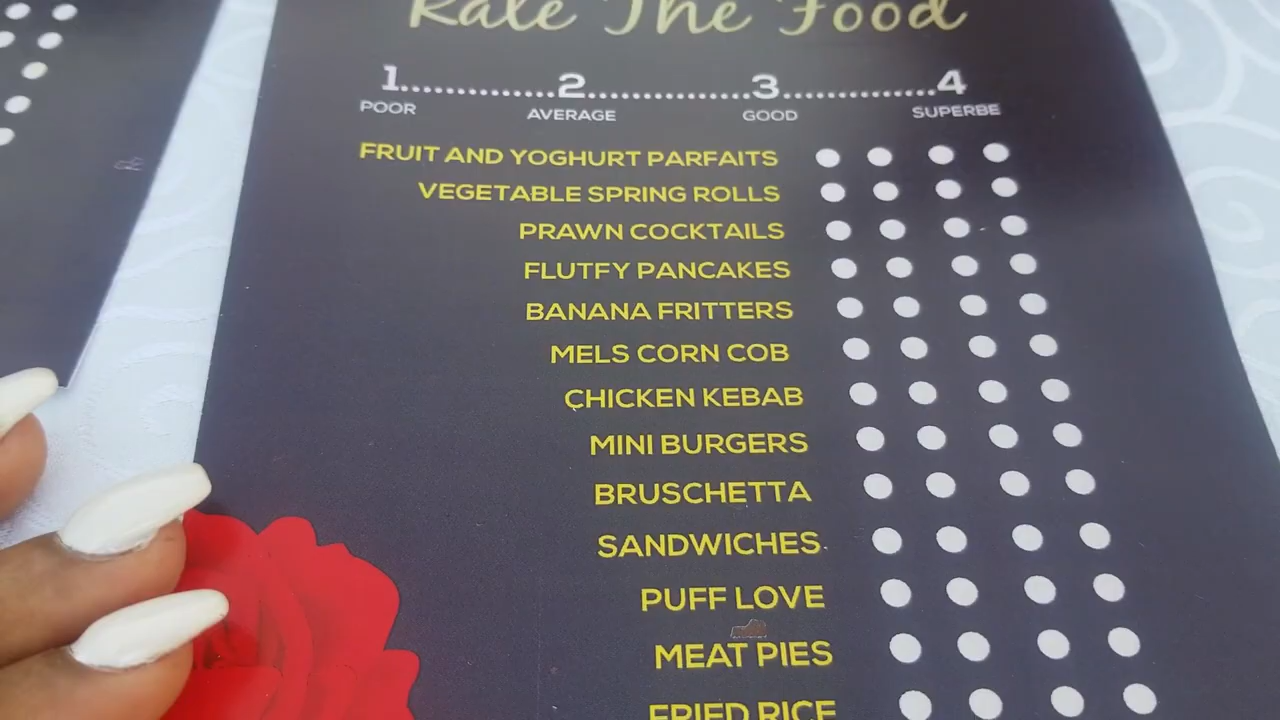 Rate The Food
1...................2...................3...................4
POOR AVERAGE GOOD SUPERBE
FRUIT AND YOGHURT PARFAITS
VEGETABLE SPRING ROLLS
PRAWN COCKTAILS
FLUTFY PANCAKES
BANANA FRITTERS
MELS CORN COB
CHICKEN KEBAB
MINI BURGERS
BRUSCHETTA
SANDWICHES
PUFF LOVE
MEAT PIES
FRIED RICE